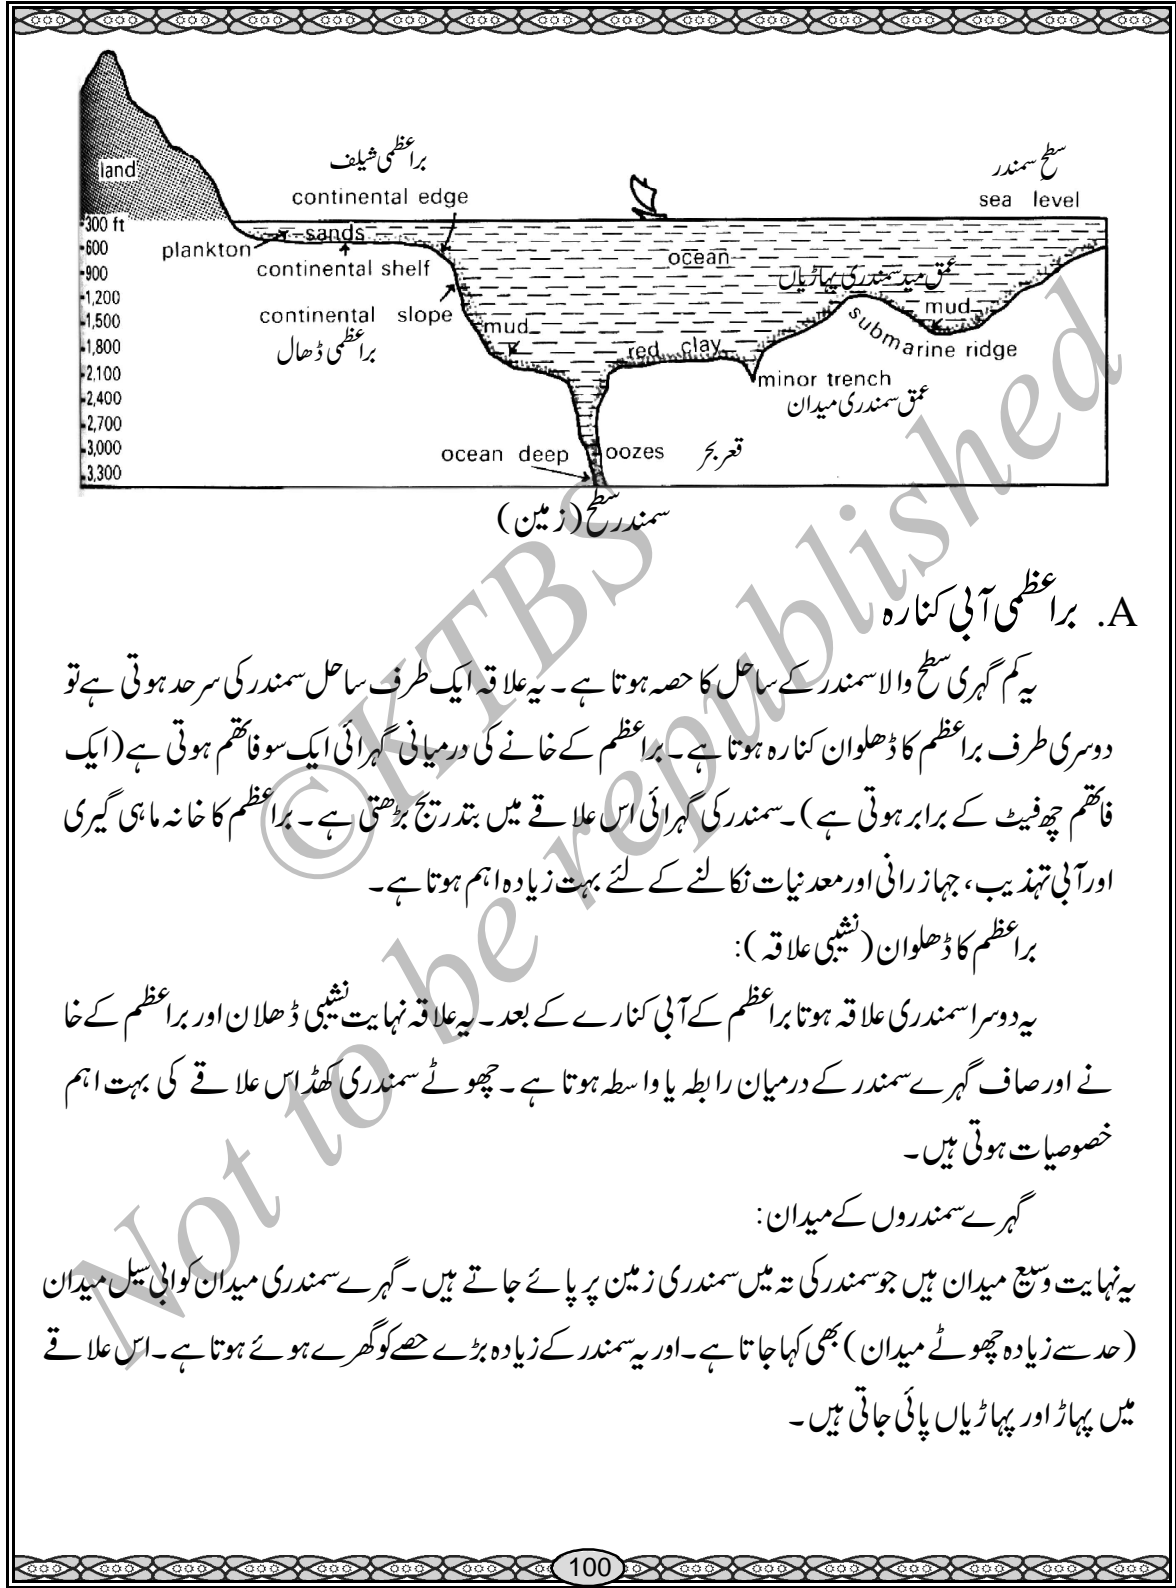 land
براعظمی شیلف
continental edge
سطح سمندر
sea level
300 ft
600
900
1,200
1,500
1,800
2,100
2,400
2,700
3,000
3,300
plankton
sands
continental shelf
ocean
continental slope
براعظمی ڈھال
mud
red clay
submarine ridge
mud
minor trench
عمق سمندری میدان
ocean deep
oozes
قعر بحر
سمندر سطح (زمین)
A. براعظمی آبی کنارہ
یہ کم گہری سطح والا سمندر کے ساحل کا حصہ ہوتا ہے۔ یہ علاقہ ایک طرف ساحل سمندر کی سرحد ہوتی ہے تو
دوسری طرف براعظم کا ڈھلوان کنارہ ہوتا ہے۔ براعظم کے خانے کی درمیانی گہرائی ایک سو فاتھم ہوتی ہے (ایک
فاتھم چھ فیٹ کے برابر ہوتی ہے)۔ سمندر کی گہرائی اس علاقے میں بتدریج بڑھتی ہے۔ براعظم کا خانہ ماہی گیری
اور آبی تہذیب، جہاز رانی اور معدنیات نکالنے کے لئے بہت زیادہ اہم ہوتا ہے۔
براعظم کا ڈھلوان (نشیبی علاقہ):
یہ دوسرا سمندری علاقہ ہوتا براعظم کے آبی کنارے کے بعد۔ یہ علاقہ نہایت نشیبی ڈھلان اور براعظم کے خا
نے اور صاف گہرے سمندر کے درمیان رابطہ یا واسطہ ہوتا ہے۔ چھوٹے سمندری کھڈ اس علاقے کی بہت اہم
خصوصیات ہوتی ہیں۔
گہرے سمندروں کے میدان:
یہ نہایت وسیع میدان ہیں جو سمندر کی تہ میں سمندری زمین پر پائے جاتے ہیں۔ گہرے سمندری میدان کو ابی سیل میدان
(حد سے زیادہ چھوٹے میدان) بھی کہا جاتا ہے۔ اور یہ سمندر کے زیادہ بڑے حصے کو گھرے ہوئے ہوتا ہے۔ اس علاقے
میں پہاڑ اور پہاڑیاں پائی جاتی ہیں۔
©KTBS
Not to be republished
100